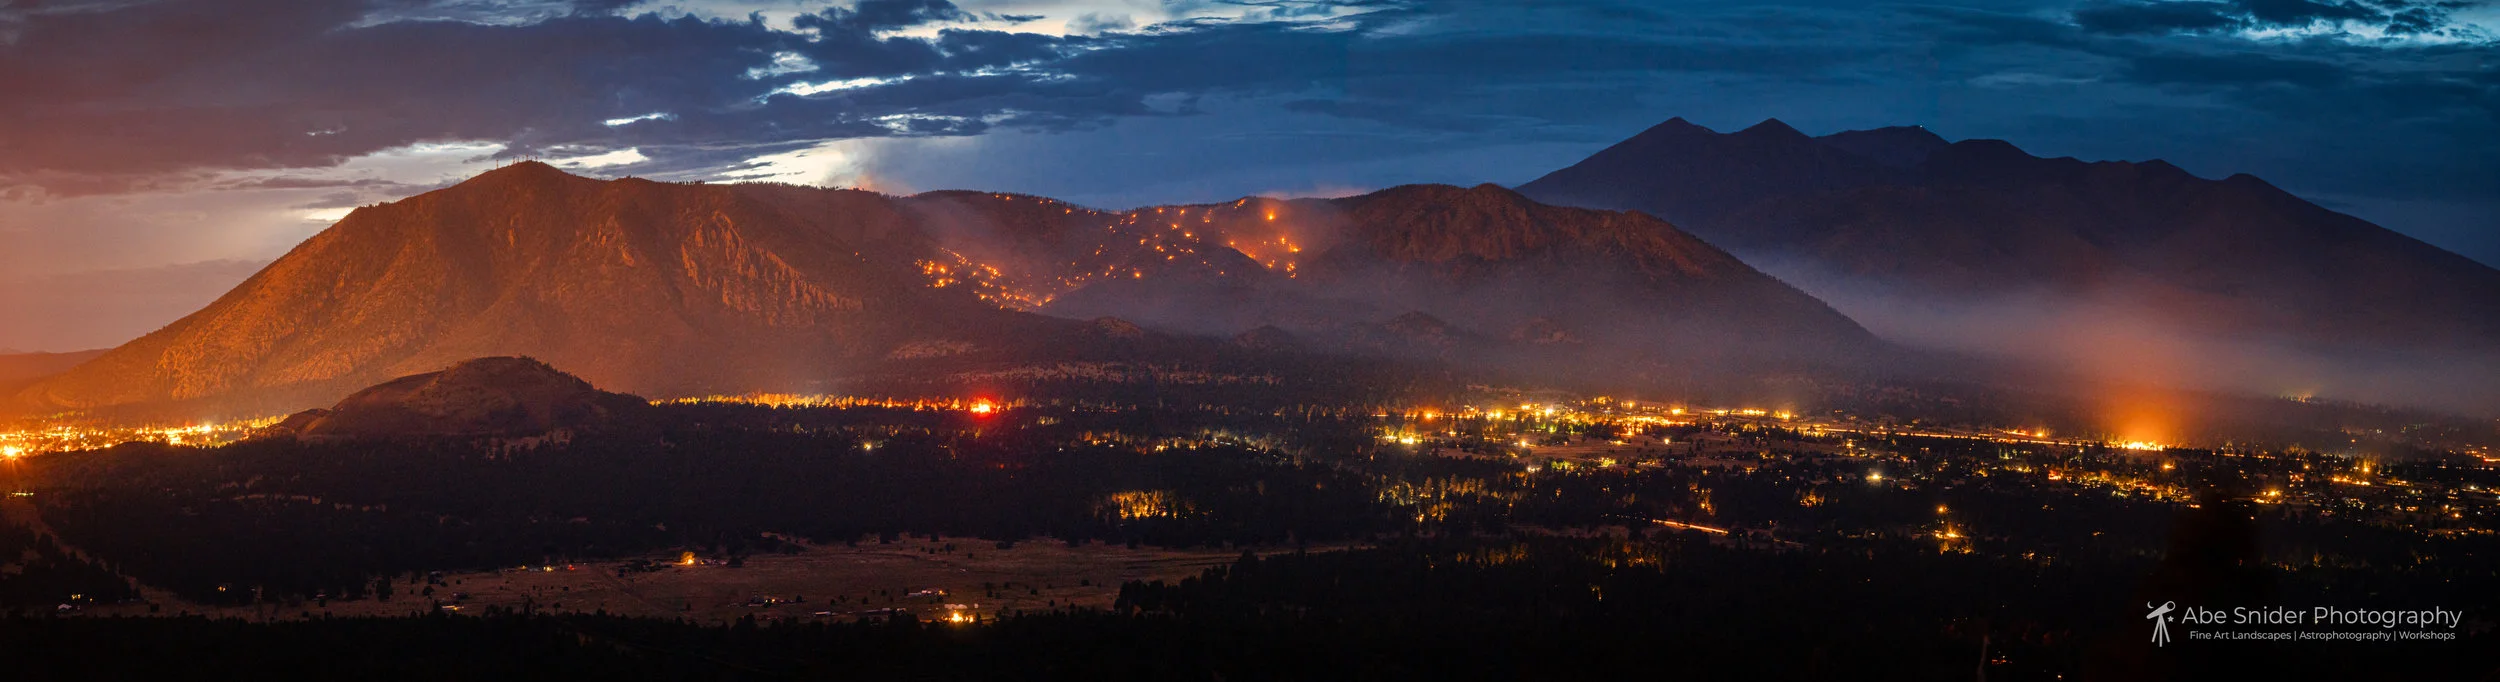 Abe Snider Photography
Fine Art Landscapes | Astrophotography | Workshops